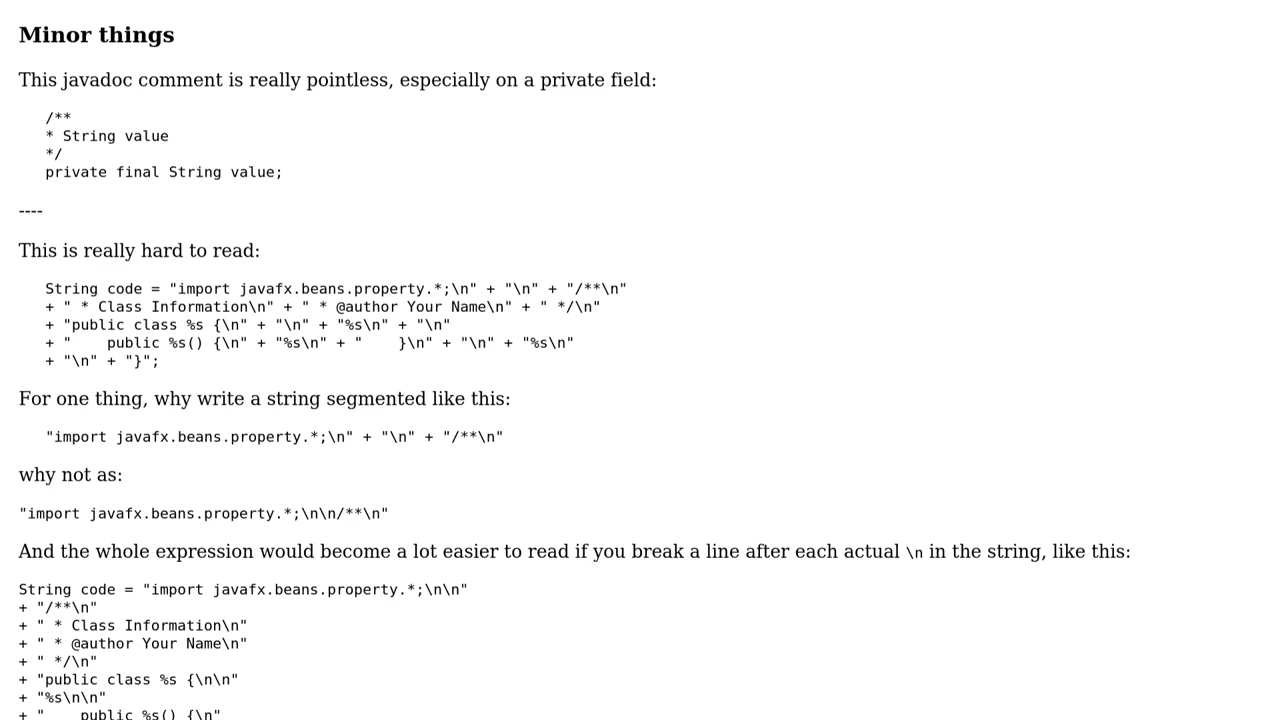 Minor things
This javadoc comment is really pointless, especially on a private field:
/**
* String value
*/
private final String value;
----
This is really hard to read:
String code = "import javafx.beans.property.*;\n" + "\n" + "/**\n"
+ " * Class Information\n" + " * @author Your Name\n" + " */\n"
+ "public class %s {\n" + "\n" + "%s\n" + "\n"
+ "    public %s() {\n" + "%s\n" + "    }\n" + "\n" + "%s\n"
+ "\n" + "}";
For one thing, why write a string segmented like this:
"import javafx.beans.property.*;\n" + "\n" + "/**\n"
why not as:
"import javafx.beans.property.*;\n\n/**\n"
And the whole expression would become a lot easier to read if you break a line after each actual \n in the string, like this:
String code = "import javafx.beans.property.*;\n\n"
+ "/**\n"
+ " * Class Information\n"
+ " * @author Your Name\n"
+ " */\n"
+ "public class %s {\n\n"
+ "%s\n\n"
+ "    public %s() {\n"